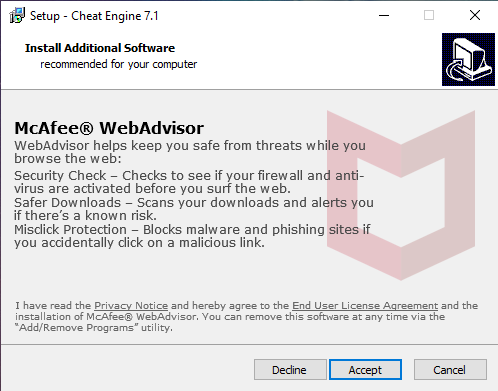 Setup - Cheat Engine 7.1
Install Additional Software
recommended for your computer
McAfee® WebAdvisor
WebAdvisor helps keep you safe from threats while you
browse the web:
Security Check – Checks to see if your firewall and anti-
virus are activated before you surf the web.
Safer Downloads – Scans your downloads and alerts you
if there’s a known risk.
Misclick Protection – Blocks malware and phishing sites if
you accidentally click on a malicious link.
I have read the Privacy Notice and hereby agree to the End User License Agreement and the
installation of McAfee® WebAdvisor. You can remove this software at any time via the
“Add/Remove Programs” utility.
Decline Accept Cancel